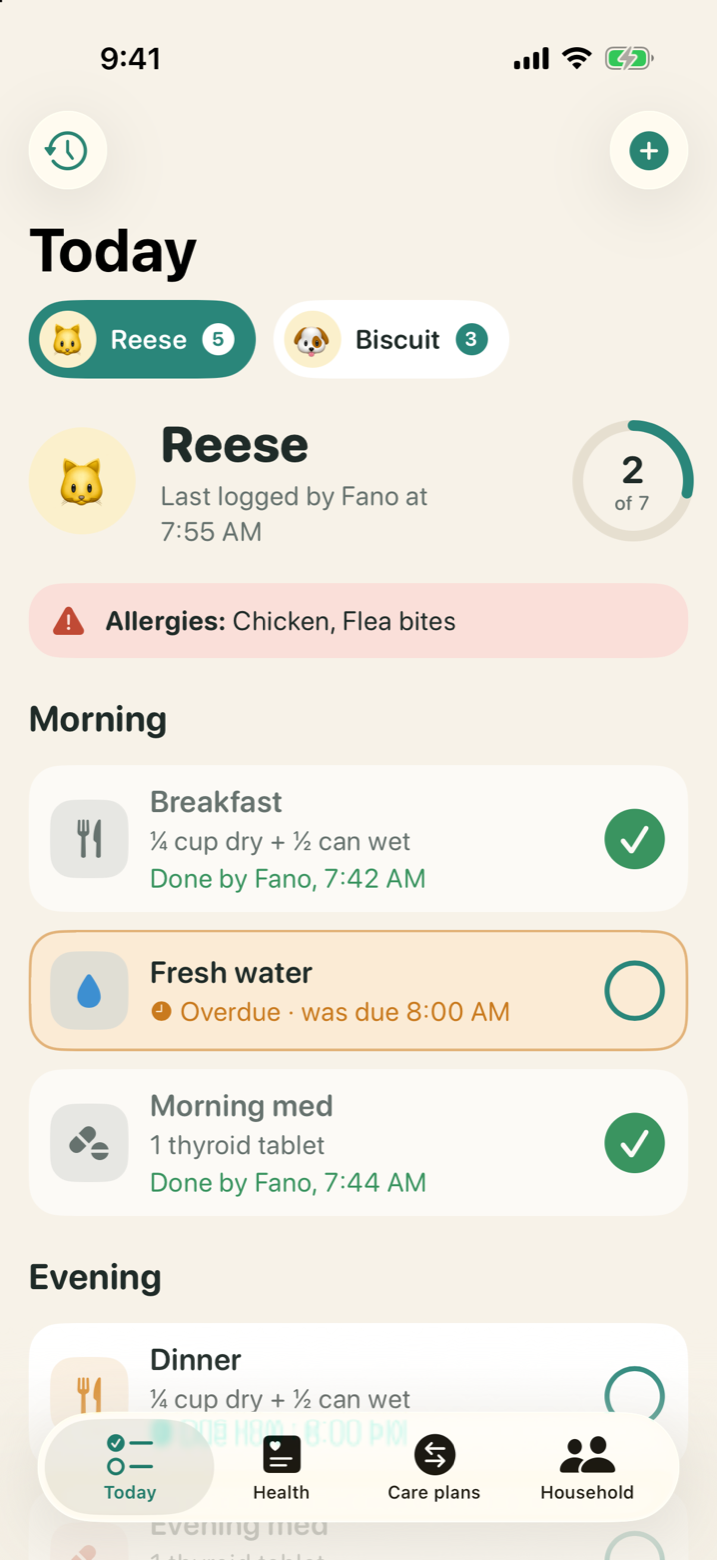 9:41
Today
Reese 5
Biscuit 3
Reese
Last logged by Fano at
7:55 AM
2
of 7
Allergies: Chicken, Flea bites
Morning
Breakfast
¼ cup dry + ½ can wet
Done by Fano, 7:42 AM
Fresh water
Overdue · was due 8:00 AM
Morning med
1 thyroid tablet
Done by Fano, 7:44 AM
Evening
Dinner
¼ cup dry + ½ can wet
Today
Health
Care plans
Household
Evening med
1 thyroid tablet